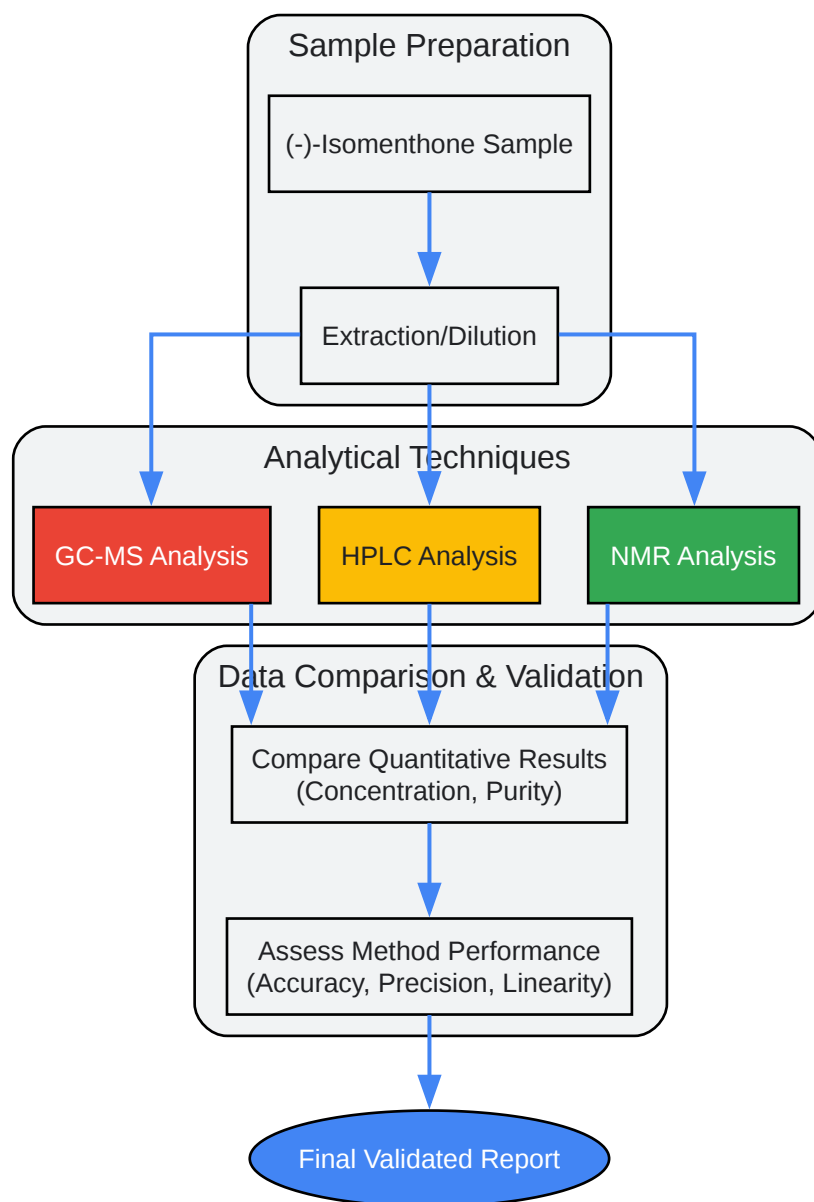 Sample Preparation
(-)-Isomenthone Sample
Extraction/Dilution
Analytical Techniques
GC-MS Analysis
HPLC Analysis
NMR Analysis
Data Comparison & Validation
Compare Quantitative Results
(Concentration, Purity)
Assess Method Performance
(Accuracy, Precision, Linearity)
Final Validated Report